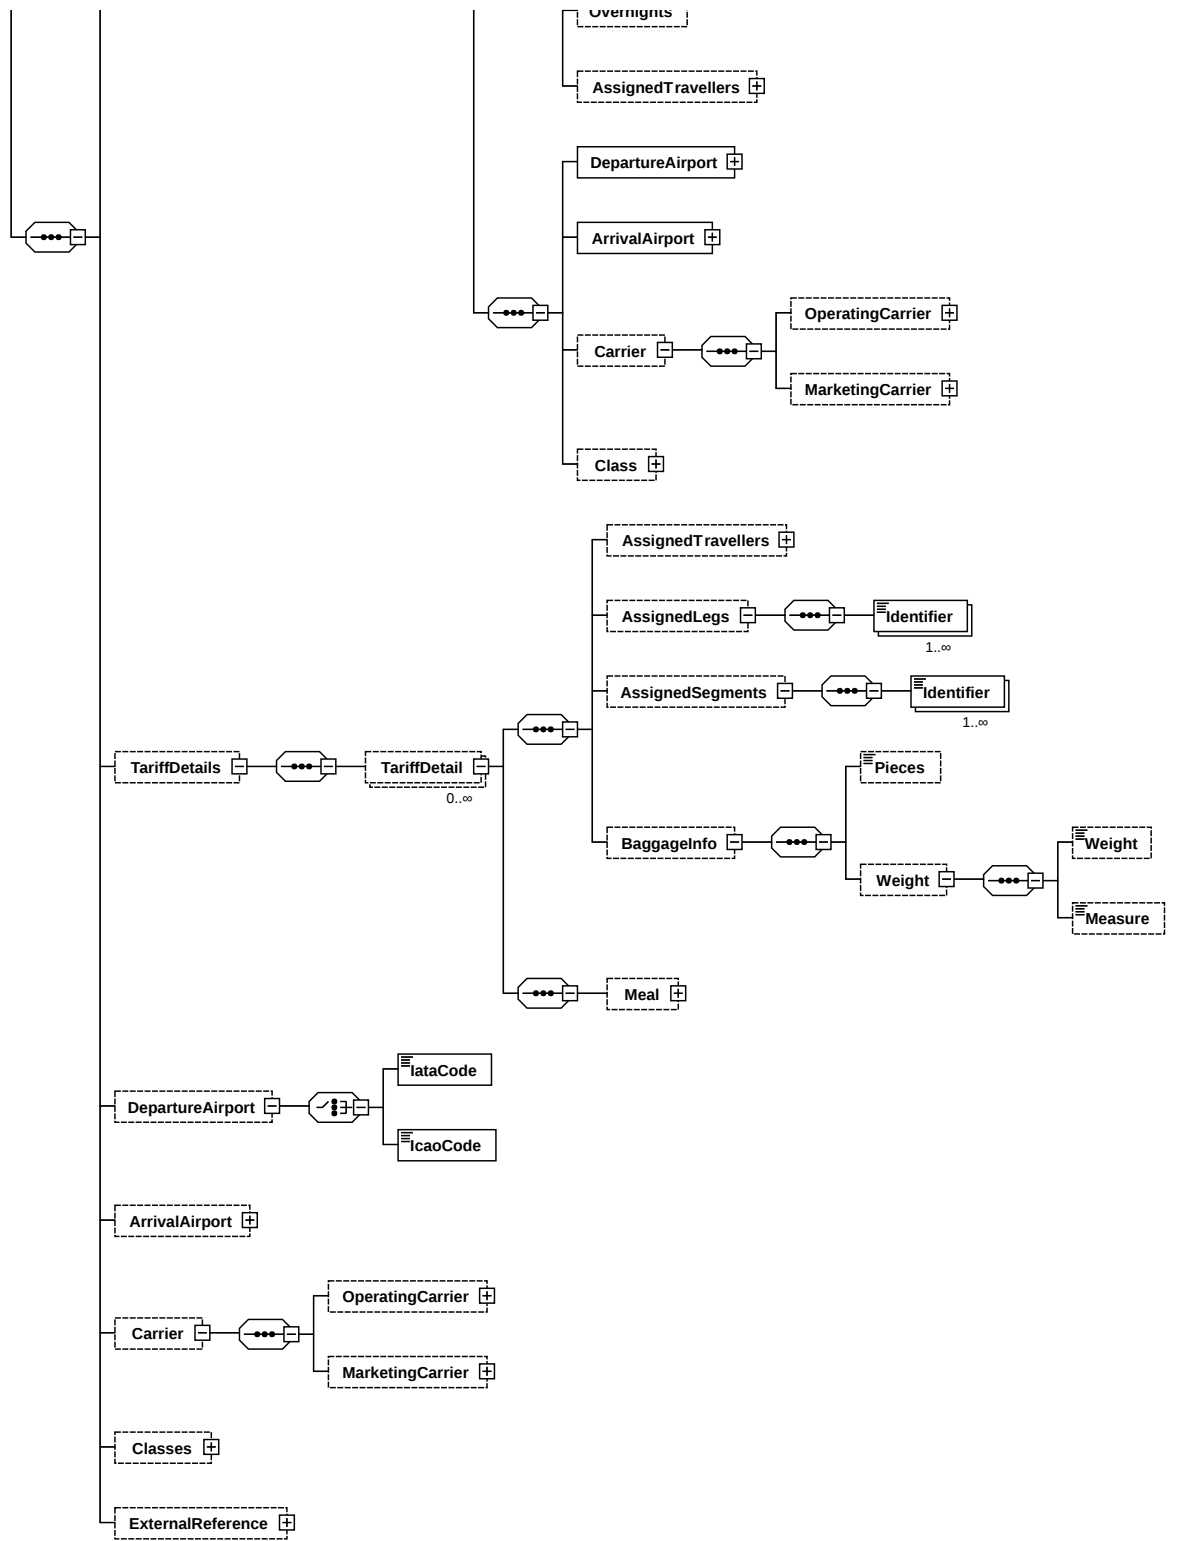 Overnights
AssignedTravellers
DepartureAirport
ArrivalAirport
OperatingCarrier
Carrier
MarketingCarrier
Class
AssignedTravellers
AssignedLegs
Identifier
1..∞
AssignedSegments
Identifier
1..∞
TariffDetails
TariffDetail
0..∞
Pieces
BaggageInfo
Weight
Weight
Measure
Meal
IataCode
DepartureAirport
IcaoCode
ArrivalAirport
OperatingCarrier
Carrier
MarketingCarrier
Classes
ExternalReference